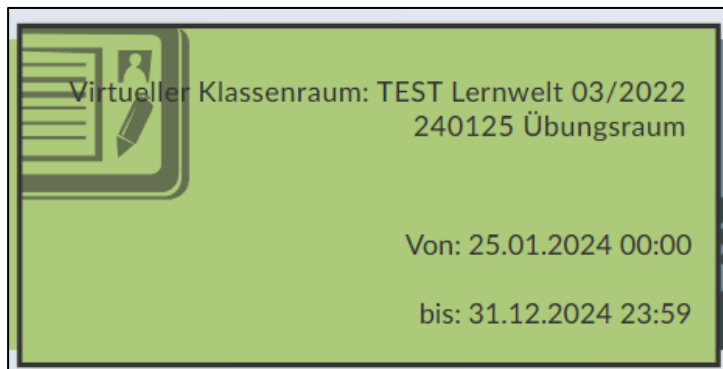 Virtueller Klassenraum: TEST Lernwelt 03/2022
240125 Übungsraum
Von: 25.01.2024 00:00
bis: 31.12.2024 23:59